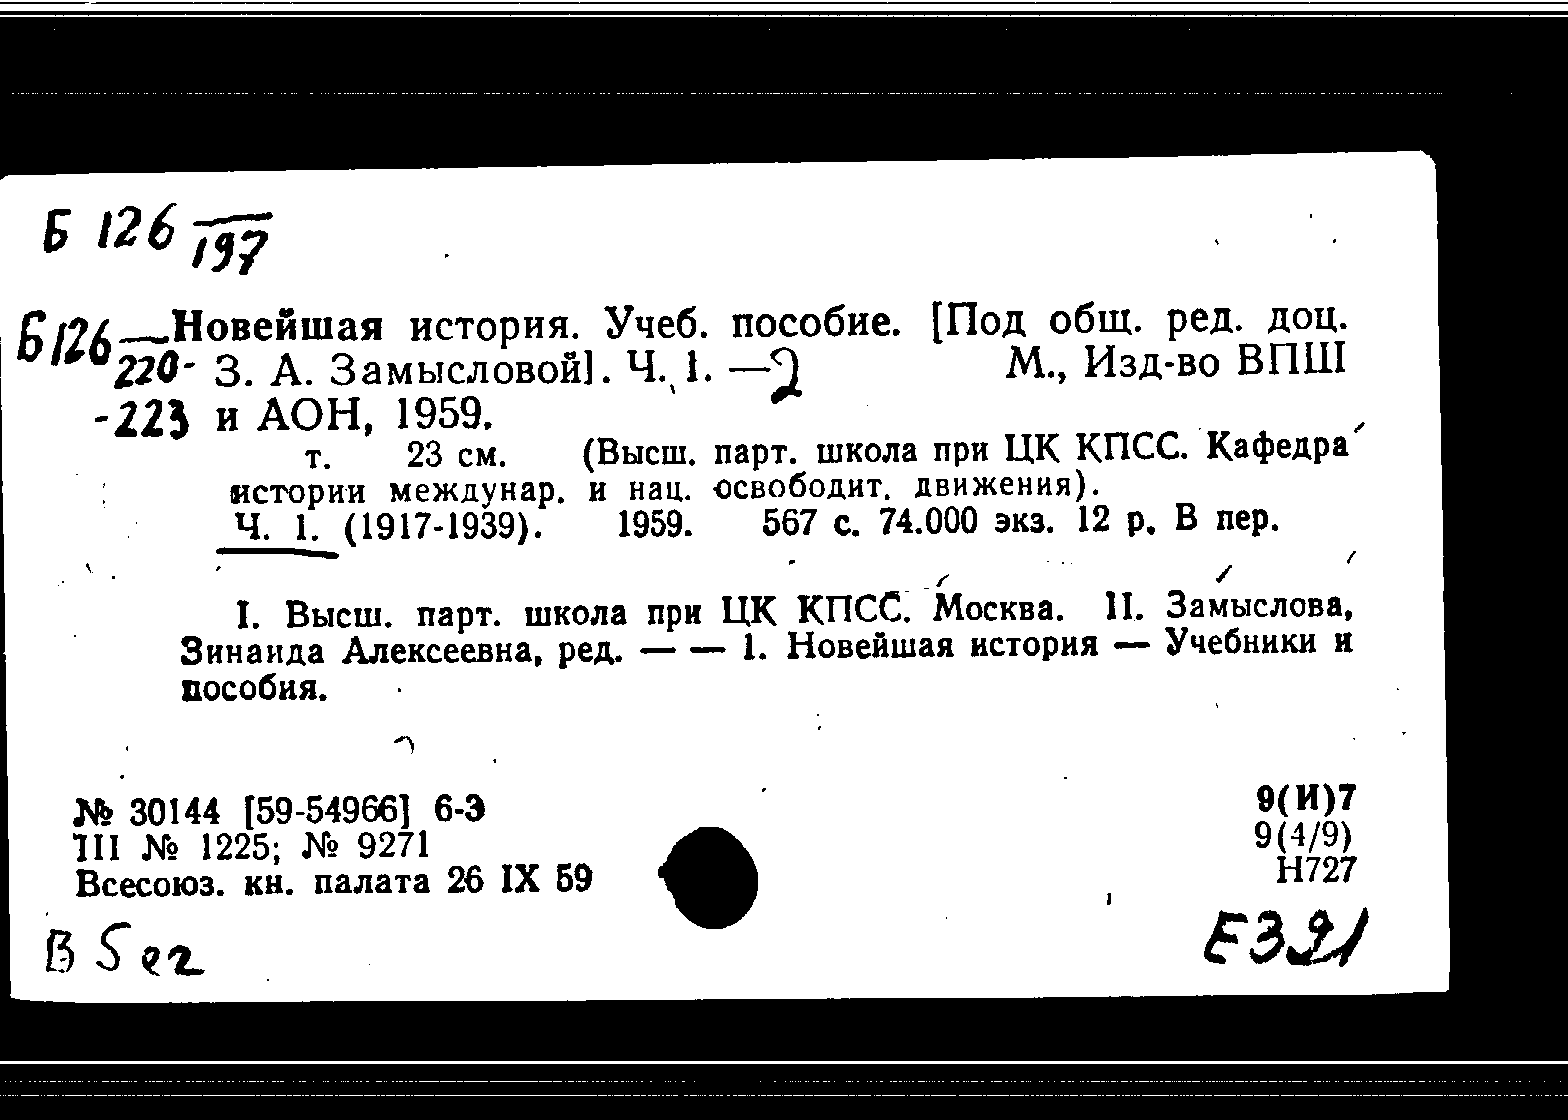 Б 126/197
Б126 — Новейшая история. Учеб. пособие. [Под общ. ред. доц.
220- З. А. Замысловой]. Ч. 1. —2 М., Изд-во ВПШ
-223 и АОН, 1959.
т. 23 см. (Высш. парт. школа при ЦК КПСС. Кафедра
истории междунар. и нац. освободит. движения).
Ч. 1. (1917-1939). 1959. 567 с. 74.000 экз. 12 р. В пер.
I. Высш. парт. школа при ЦК КПСС. Москва. II. Замыслова,
Зинаида Алексеевна, ред. — — 1. Новейшая история — Учебники и
пособия.
№ 30144 [59-54966] 6-Э
III № 1225; № 9271
Всесоюз. кн. палата 26 IX 59
9(И)7
9(4/9)
Н727
В 5 ег
Е391